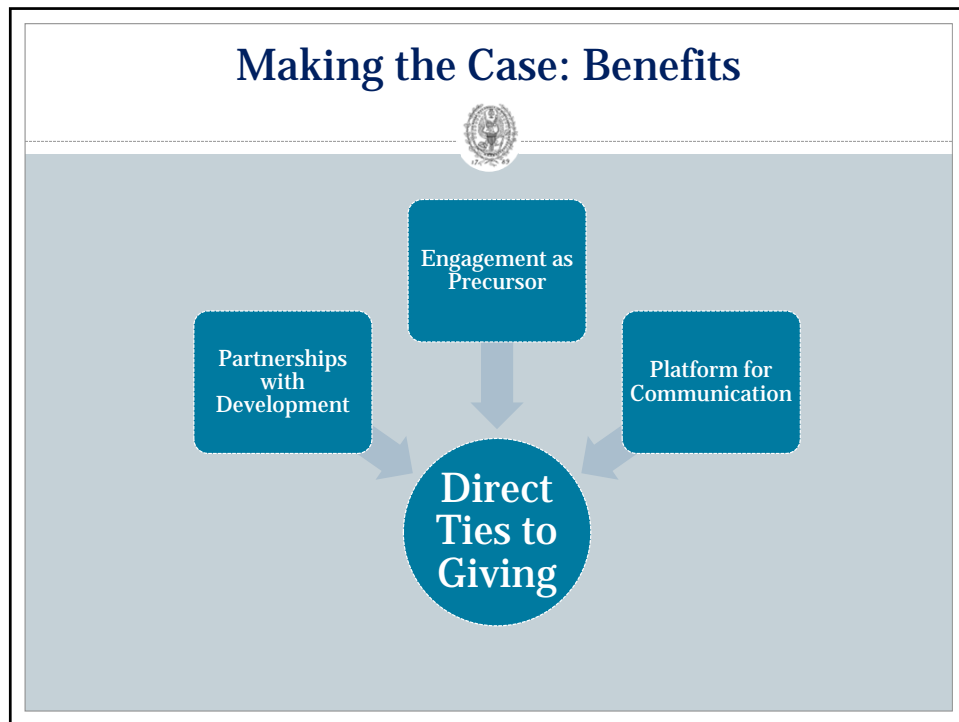 Making the Case: Benefits
Engagement as
Precursor
Partnerships
with
Development
Platform for
Communication
Direct
Ties to
Giving